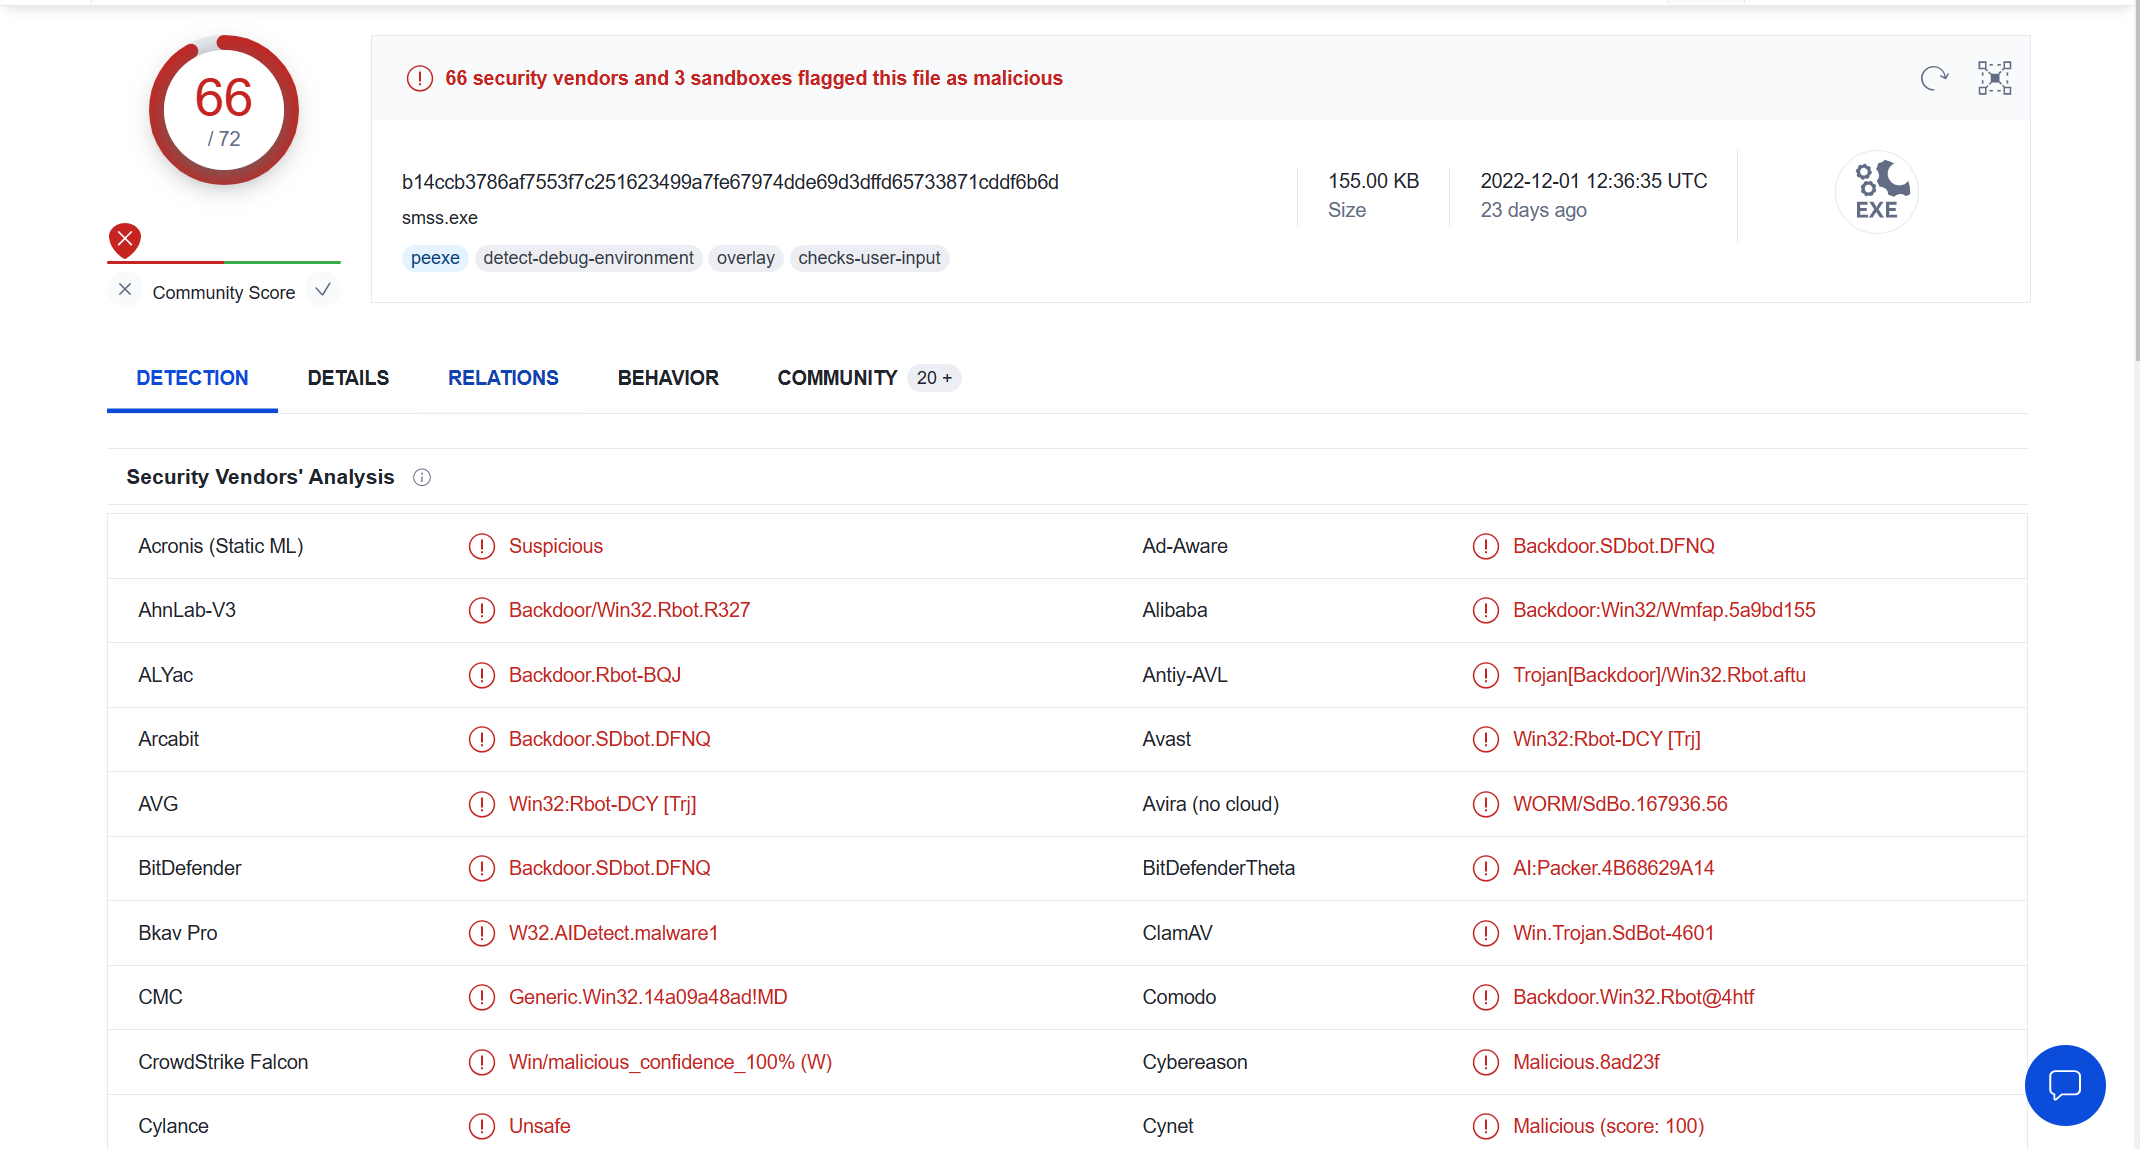 66
/ 72
Community Score
66 security vendors and 3 sandboxes flagged this file as malicious
b14ccb3786af7553f7c251623499a7fe67974dde69d3dffd65733871cddf6b6d
smss.exe
peexe detect-debug-environment overlay checks-user-input
155.00 KB
Size
2022-12-01 12:36:35 UTC
23 days ago
EXE
DETECTION DETAILS RELATIONS BEHAVIOR COMMUNITY 20 +
Security Vendors' Analysis
Acronis (Static ML) Suspicious Ad-Aware Backdoor.SDbot.DFNQ
AhnLab-V3 Backdoor/Win32.Rbot.R327 Alibaba Backdoor:Win32/Wmfap.5a9bd155
ALYac Backdoor.Rbot-BQJ Antiy-AVL Trojan[Backdoor]/Win32.Rbot.aftu
Arcabit Backdoor.SDbot.DFNQ Avast Win32:Rbot-DCY [Trj]
AVG Win32:Rbot-DCY [Trj] Avira (no cloud) WORM/SdBo.167936.56
BitDefender Backdoor.SDbot.DFNQ BitDefenderTheta AI:Packer.4B68629A14
Bkav Pro W32.AIDetect.malware1 ClamAV Win.Trojan.SdBot-4601
CMC Generic.Win32.14a09a48ad!MD Comodo Backdoor.Win32.Rbot@4htf
CrowdStrike Falcon Win/malicious_confidence_100% (W) Cybereason Malicious.8ad23f
Cylance Unsafe Cynet Malicious (score: 100)